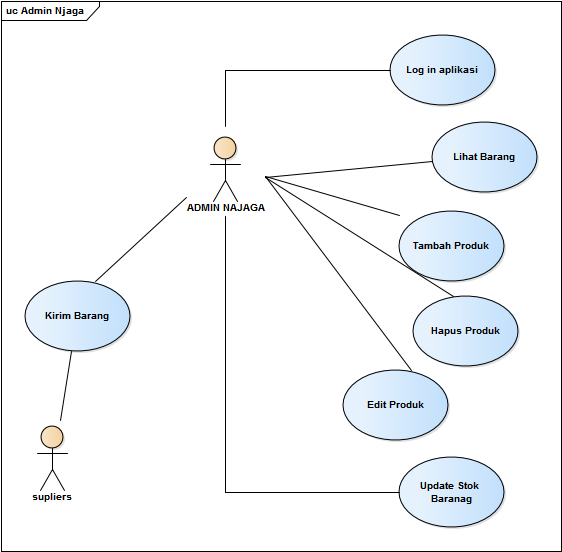 uc Admin Njaga
Log in aplikasi
Lihat Barang
ADMIN NAJAGA
Tambah Produk
Kirim Barang
Hapus Produk
Edit Produk
Update Stok
Baranag
supliers